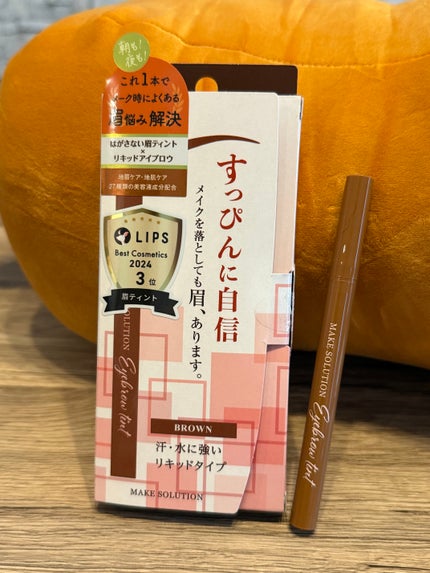 朝も!
夜も!
これ1本で
メーク時によくある
眉悩み解決
はがさない眉ティント
×
リキッドアイブロウ
地眉ケア・地肌ケア
27種類の美容液成分配合
LIPS
Best Cosmetics
2024
3位
眉ティント
すっぴんに自信
メイクを落としても眉、あります。
SOLUTION
Eyebrow tint
BROWN
汗・水に強い
リキッドタイプ
MAKE SOLUTION
MAKE SOLUTION
Eyebrow tint